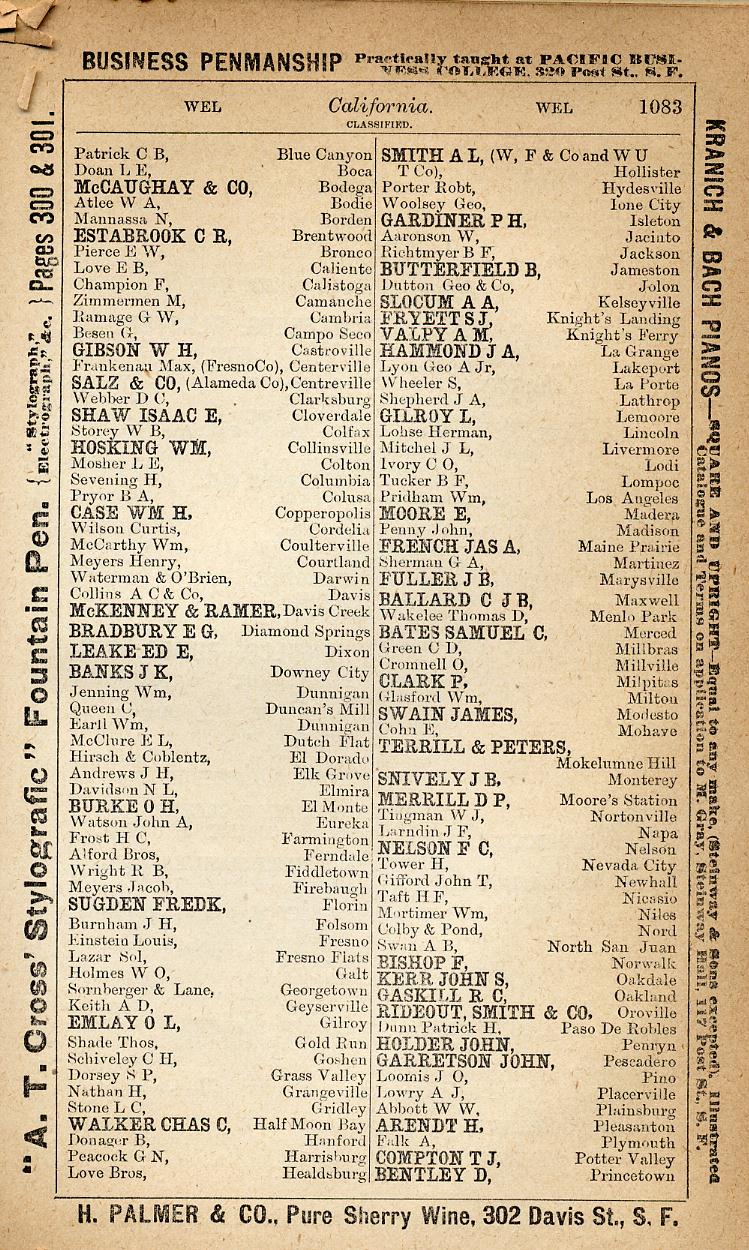 BUSINESS PENMANSHIP Practically taught at PACIFIC BUSI-
NESS COLLEGE, 320 Post St., S. F.
WEL California. WEL 1083
CLASSIFIED.
Patrick C B, Blue Canyon
Doan L E, Boca
McCAUGHAY & CO, Bodega
Atlee W A, Bodie
Mannassa N, Borden
ESTABROOK C R, Brentwood
Pierce E W, Bronco
Love E B, Caliente
Champion F, Calistoga
Zimmermen M, Camanche
Ramage G W, Cambria
Besen G, Campo Seco
GIBSON W H, Castroville
Frankenau Max, (FresnoCo), Centerville
SALZ & CO, (Alameda Co), Centreville
Webber D C, Clarksburg
SHAW ISAAC E, Cloverdale
Storey W B, Colfax
HOSKING WM, Collinsville
Mosher L E, Colton
Sevening H, Columbia
Pryor B A, Colusa
CASE WM H, Copperopolis
Wilson Curtis, Cordelia
McCarthy Wm, Coulterville
Meyers Henry, Courtland
Waterman & O'Brien, Darwin
Collins A C & Co, Davis
McKENNEY & RAMER, Davis Creek
BRADBURY E G, Diamond Springs
LEAKE ED E, Dixon
BANKS J K, Downey City
Jenning Wm, Dunnigan
Queen C, Duncan's Mill
Earll Wm, Dunnigan
McClure E L, Dutch Flat
Hirsch & Coblentz, El Dorado
Andrews J H, Elk Grove
Davidson N L, Elmira
BURKE O H, El Monte
Watson John A, Eureka
Frost H C, Farmington
Alford Bros, Ferndale
Wright R B, Fiddletown
Meyers Jacob, Firebaugh
SUGDEN FREDK, Florin
Burnham J H, Folsom
Einstein Louis, Fresno
Lazar Sol, Fresno Flats
Holmes W O, Galt
Sornberger & Lane, Georgetown
Keith A D, Geyserville
EMLAY O L, Gilroy
Shade Thos, Gold Run
Schiveley C H, Goshen
Dorsey S P, Grass Valley
Nathan H, Grangeville
Stone L C, Gridley
WALKER CHAS C, Half Moon Bay
Donager B, Hanford
Peacock G N, Harrisburg
Love Bros, Healdsburg
SMITH A L, (W, F & Co and W U
T Co), Hollister
Porter Robt, Hydesville
Woolsey Geo, Ione City
GARDINER P H, Isleton
Aaronson W, Jacinto
Richtmyer B F, Jackson
BUTTERFIELD B, Jameston
Dutton Geo & Co, Jolon
SLOCUM A A, Kelseyville
FRYETT S J, Knight's Landing
VALPY A M, Knight's Ferry
HAMMOND J A, La Grange
Lyon Geo A Jr, Lakeport
Wheeler S, La Porte
Shepherd J A, Lathrop
GILROY L, Lemoore
Lohse Herman, Lincoln
Mitchel J L, Livermore
Ivory C O, Lodi
Tucker B F, Lompoc
Pridham Wm, Los Angeles
MOORE E, Madera
Penny John, Madison
FRENCH JAS A, Maine Prairie
Sherman G A, Martinez
FULLER J B, Marysville
BALLARD C J B, Maxwell
Wakelee Thomas D, Menlo Park
BATES SAMUEL C, Merced
Green C D, Millbras
Cromnell O, Millville
CLARK P, Milpitas
Glasford Wm, Milton
SWAIN JAMES, Modesto
Cohn E, Mohave
TERRILL & PETERS,
Mokelumne Hill
SNIVELY J B, Monterey
MERRILL D P, Moore's Station
Tingman W J, Nortonville
Larndin J F, Napa
NELSON F C, Nelson
Tower H, Nevada City
Gifford John T, Newhall
Taft H F, Nicasio
Mortimer Wm, Niles
Colby & Pond, Nord
Swan A B, North San Juan
BISHOP F, Norwalk
KERR JOHN S, Oakdale
GASKILL R C, Oakland
RIDEOUT, SMITH & CO, Oroville
Dunn Patrick H, Paso De Robles
HOLDER JOHN, Penryn
GARRETSON JOHN, Pescadero
Loomis J O, Pino
Lowry A J, Placerville
Abbott W W, Plainsburg
ARENDT H, Pleasanton
Falk A, Plymouth
COMPTON T J, Potter Valley
BENTLEY D, Princetown
"A. T. Cross' Stylografic" Fountain Pen. { "Stylograph," Electrograph," &c. } Pages 300 & 301.
KRANICH & BACH PIANOS—SQUARE AND UPRIGHT—Equal to any make, (Steinway & Sons excepted). Illustrated
Catalogue and Terms on application to M. Gray, Steinway Hall, 117 Post St., S. F.
H. PALMER & CO., Pure Sherry Wine, 302 Davis St., S. F.